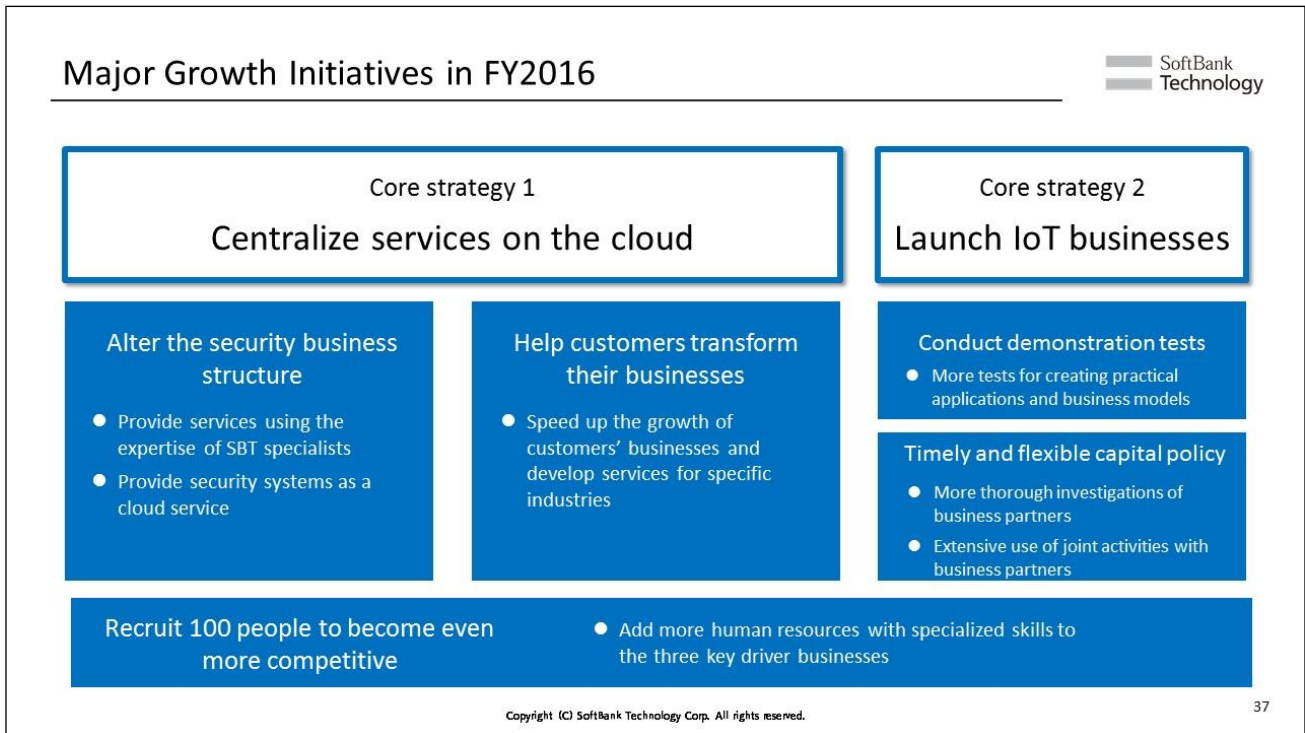 Major Growth Initiatives in FY2016
SoftBank
Technology
Core strategy 1
Centralize services on the cloud
Core strategy 2
Launch IoT businesses
Alter the security business
structure
● Provide services using the
expertise of SBT specialists
● Provide security systems as a
cloud service
Help customers transform
their businesses
● Speed up the growth of
customers' businesses and
develop services for specific
industries
Conduct demonstration tests
● More tests for creating practical
applications and business models
Timely and flexible capital policy
● More thorough investigations of
business partners
● Extensive use of joint activities with
business partners
Recruit 100 people to become even
more competitive
● Add more human resources with specialized skills to
the three key driver businesses
Copyright (C) SoftBank Technology Corp. All rights reserved.
37